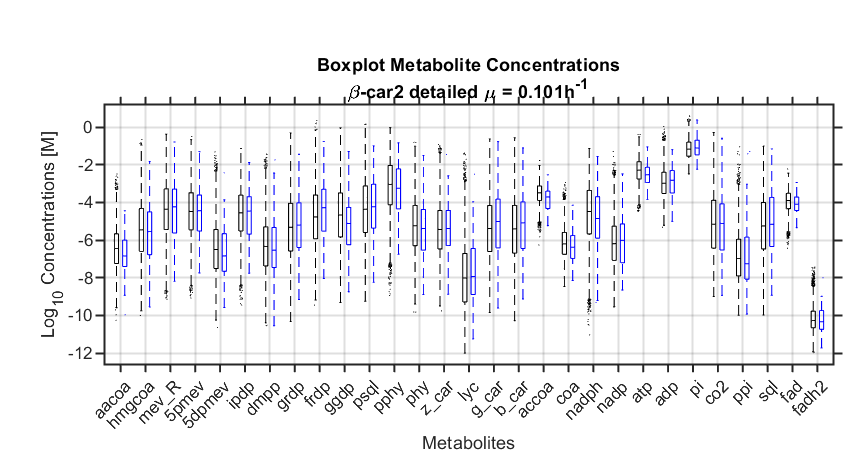 Boxplot Metabolite Concentrations
β-car2 detailed μ = 0.101h⁻¹
Log₁₀ Concentrations [M]
0
-2
-4
-6
-8
-10
-12
aacoa
hmgcoa
mev_R
5pmev
5dpmev
ipdp
dmpp
grdp
frdp
ggdp
psql
pphy
phy
z_car
lyc
g_car
b_car
accoa
coa
nadph
nadp
atp
adp
pi
co2
ppi
sql
fad
fadh2
Metabolites